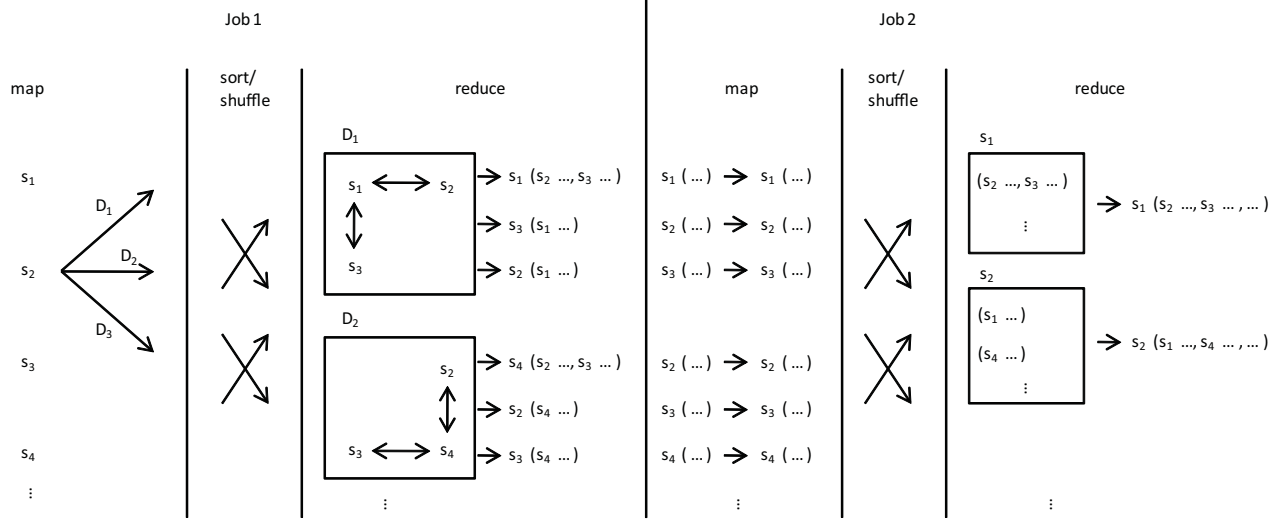 Job 1
Job 2
map
sort/
shuffle
reduce
map
sort/
shuffle
reduce
s₁
s₂
s₃
s₄
⋮
D₁
D₂
D₃
D₁
s₁
s₂
s₃
s₁ (s₂ ..., s₃ ...)
s₃ (s₁ ...)
s₂ (s₁ ...)
D₂
s₂
s₃
s₄
s₄ (s₂ ..., s₃ ...)
s₂ (s₄ ...)
s₃ (s₄ ...)
⋮
s₁ (...) s₁ (...)
s₂ (...) s₂ (...)
s₃ (...) s₃ (...)
s₂ (...) s₂ (...)
s₃ (...) s₃ (...)
s₄ (...) s₄ (...)
⋮
s₁
(s₂ ..., s₃ ...)
⋮
s₁ (s₂ ..., s₃ ... , ...)
s₂
(s₁ ...)
(s₄ ...)
⋮
s₂ (s₁ ..., s₄ ... , ...)
⋮